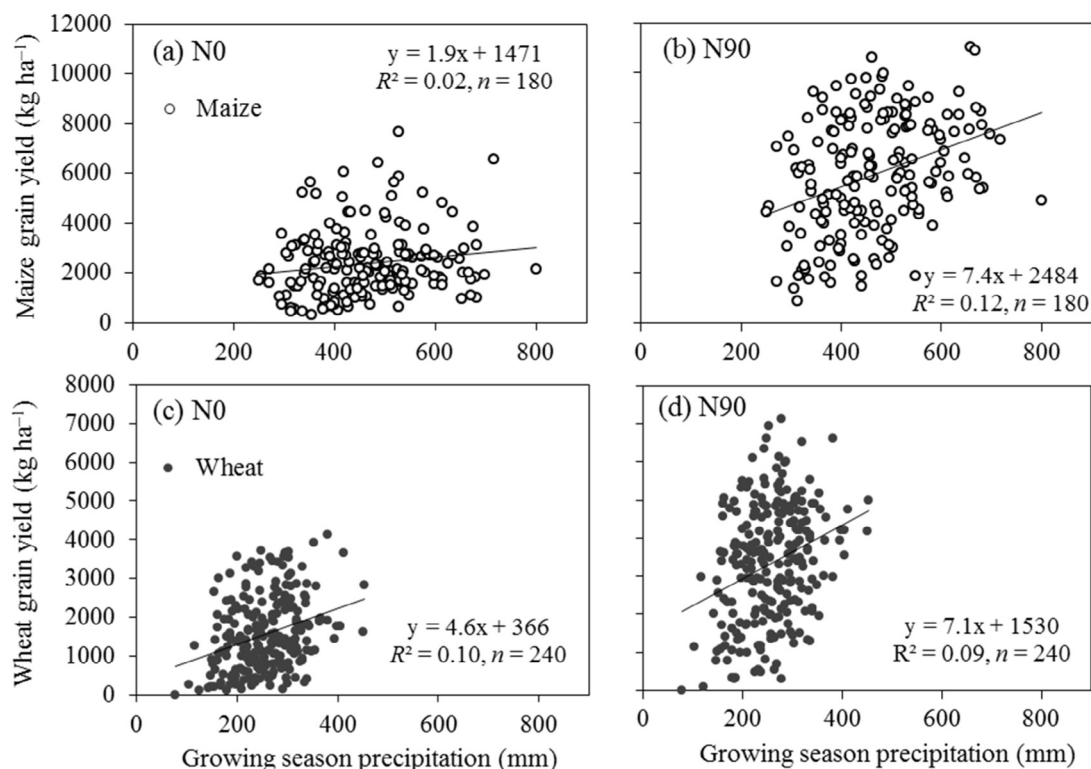 12000
10000
8000
6000
4000
2000
0
Maize grain yield (kg ha⁻¹)
(a) N0
y = 1.9x + 1471
R² = 0.02, n = 180
Maize
0 200 400 600 800
(b) N90
y = 7.4x + 2484
R² = 0.12, n = 180
0 200 400 600 800
8000
7000
6000
5000
4000
3000
2000
1000
0
Wheat grain yield (kg ha⁻¹)
(c) N0
Wheat
y = 4.6x + 366
R² = 0.10, n = 240
0 200 400 600 800
Growing season precipitation (mm)
(d) N90
y = 7.1x + 1530
R² = 0.09, n = 240
0 200 400 600 800
Growing season precipitation (mm)